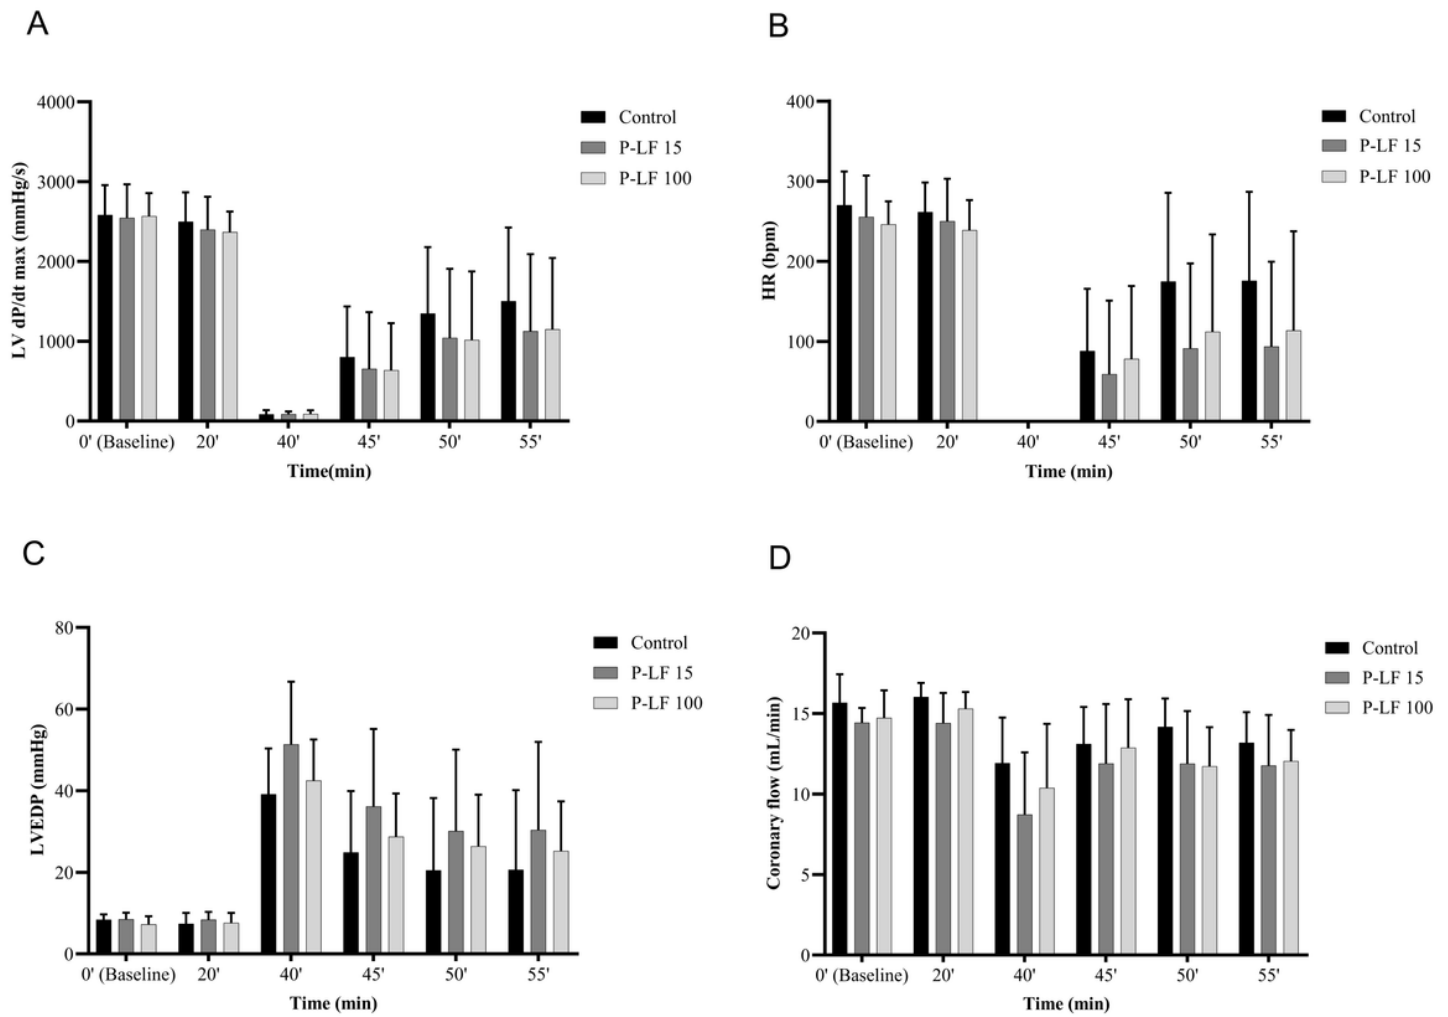 A
4000
3000
2000
1000
0
LV dP/dt max (mmHg/s)
Control
P-LF 15
P-LF 100
0' (Baseline) 20' 40' 45' 50' 55'
Time(min)
B
400
300
200
100
0
HR (bpm)
Control
P-LF 15
P-LF 100
0' (Baseline) 20' 40' 45' 50' 55'
Time (min)
C
80
60
40
20
0
LVEDP (mmHg)
Control
P-LF 15
P-LF 100
0' (Baseline) 20' 40' 45' 50' 55'
Time (min)
D
20
15
10
5
0
Coronary flow (mL/min)
Control
P-LF 15
P-LF 100
0' (Baseline) 20' 40' 45' 50' 55'
Time (min)